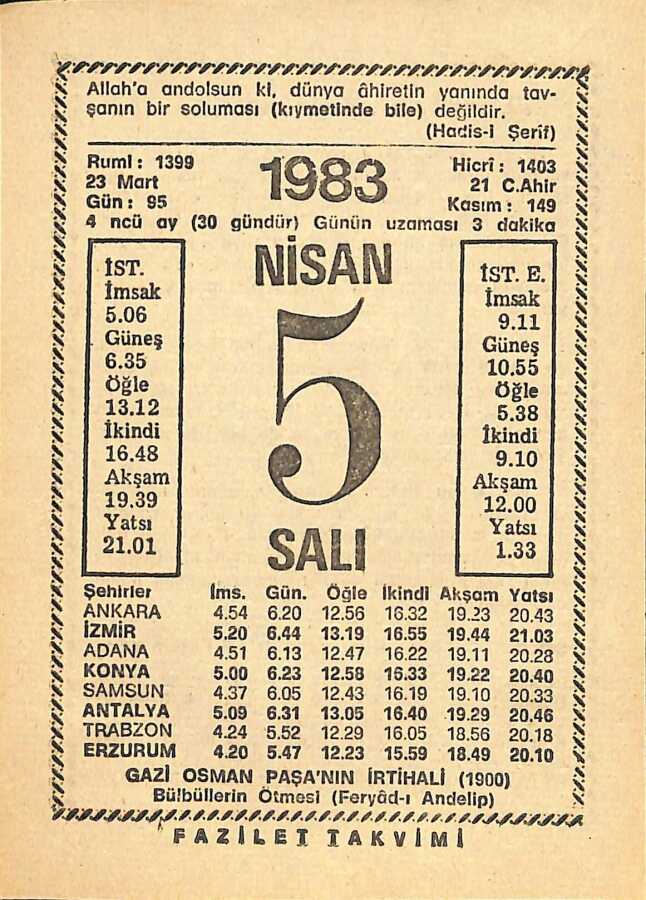 Allah'a andolsun ki, dünya âhiretin yanında tav-
şanın bir soluması (kıymetinde bile) değildir.
(Hadis-i Şerif)
Rumî : 1399
23 Mart
Gün : 95
1983
Hicrî : 1403
21 C.Ahir
Kasım : 149
4 ncü ay (30 gündür) Günün uzaması 3 dakika
NİSAN
5
SALI
İST.
İmsak
5.06
Güneş
6.35
Öğle
13.12
İkindi
16.48
Akşam
19.39
Yatsı
21.01
İST. E.
İmsak
9.11
Güneş
10.55
Öğle
5.38
İkindi
9.10
Akşam
12.00
Yatsı
1.33
Şehirler İms. Gün. Öğle İkindi Akşam Yatsı
ANKARA 4.54 6.20 12.56 16.32 19.23 20.43
İZMİR 5.20 6.44 13.19 16.55 19.44 21.03
ADANA 4.51 6.13 12.47 16.22 19.11 20.28
KONYA 5.00 6.23 12.58 16.33 19.22 20.40
SAMSUN 4.37 6.05 12.43 16.19 19.10 20.33
ANTALYA 5.09 6.31 13.05 16.40 19.29 20.46
TRABZON 4.24 5.52 12.29 16.05 18.56 20.18
ERZURUM 4.20 5.47 12.23 15.59 18.49 20.10
GAZİ OSMAN PAŞA'NIN İRTİHALİ (1900)
Bülbüllerin Ötmesi (Feryâd-ı Andelip)
FAZİLET TAKVİMİ